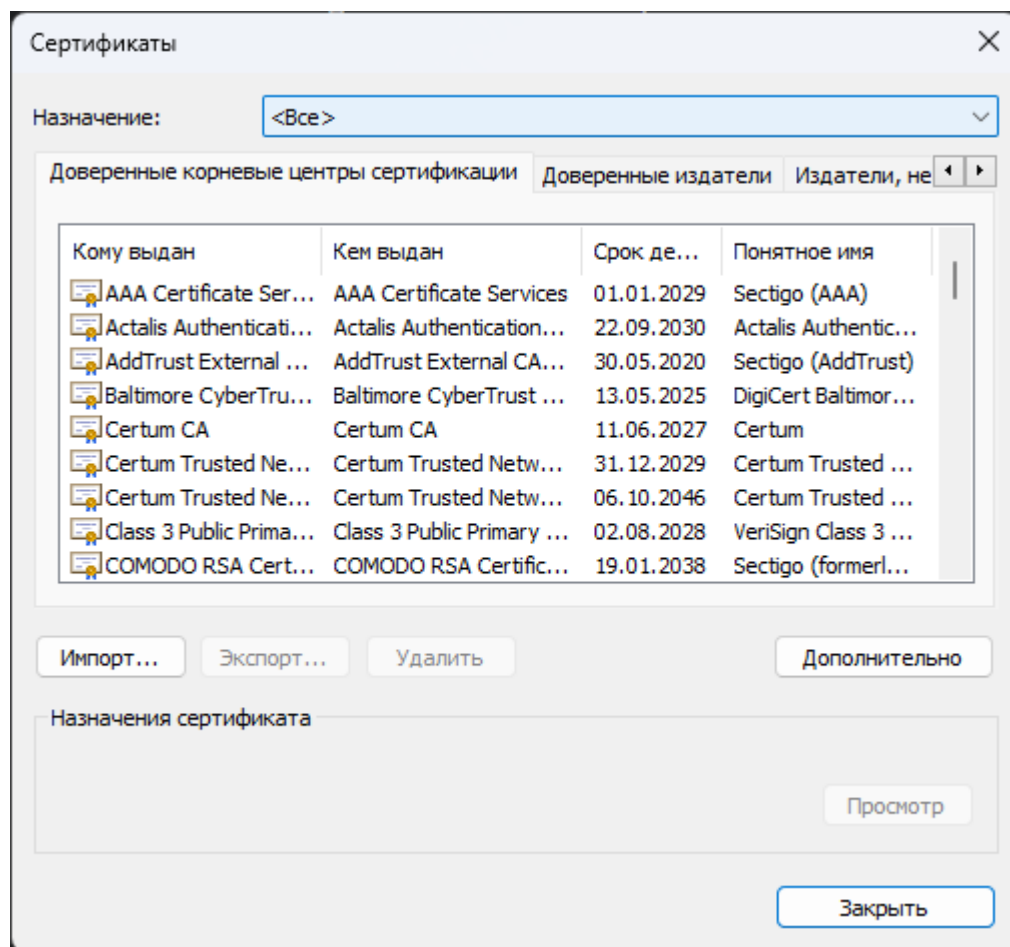 Сертификаты
Назначение: <Все>
Доверенные корневые центры сертификации Доверенные издатели Издатели, не
Кому выдан Кем выдан Срок де... Понятное имя
AAA Certificate Ser... AAA Certificate Services 01.01.2029 Sectigo (AAA)
Actalis Authenticati... Actalis Authentication... 22.09.2030 Actalis Authentic...
AddTrust External ... AddTrust External CA... 30.05.2020 Sectigo (AddTrust)
Baltimore CyberTru... Baltimore CyberTrust ... 13.05.2025 DigiCert Baltimor...
Certum CA Certum CA 11.06.2027 Certum
Certum Trusted Ne... Certum Trusted Netw... 31.12.2029 Certum Trusted ...
Certum Trusted Ne... Certum Trusted Netw... 06.10.2046 Certum Trusted ...
Class 3 Public Prima... Class 3 Public Primary ... 02.08.2028 VeriSign Class 3 ...
COMODO RSA Cert... COMODO RSA Certific... 19.01.2038 Sectigo (formerl...
Импорт... Экспорт... Удалить Дополнительно
Назначения сертификата
Просмотр
Закрыть